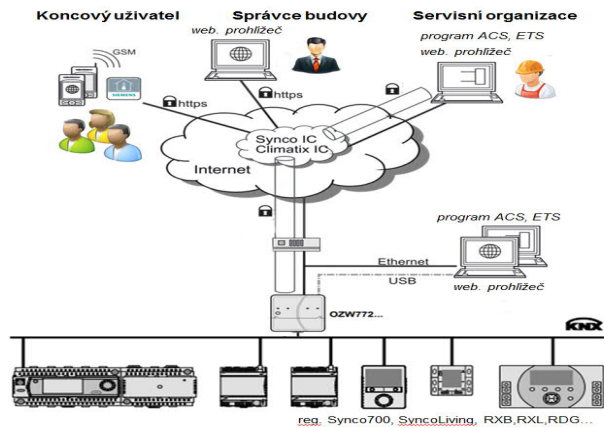 Koncový uživatel
Správce budovy
Servisní organizace
web. prohlížeč
program ACS, ETS
web. prohlížeč
GSM
SIEMENS
https
https
Synco IC
Climatix IC
Internet
program ACS, ETS
Ethernet
USB
web. prohlížeč
OZW772...
KNX
reg. Synco700, SyncoLiving, RXB,RXL,RDG...